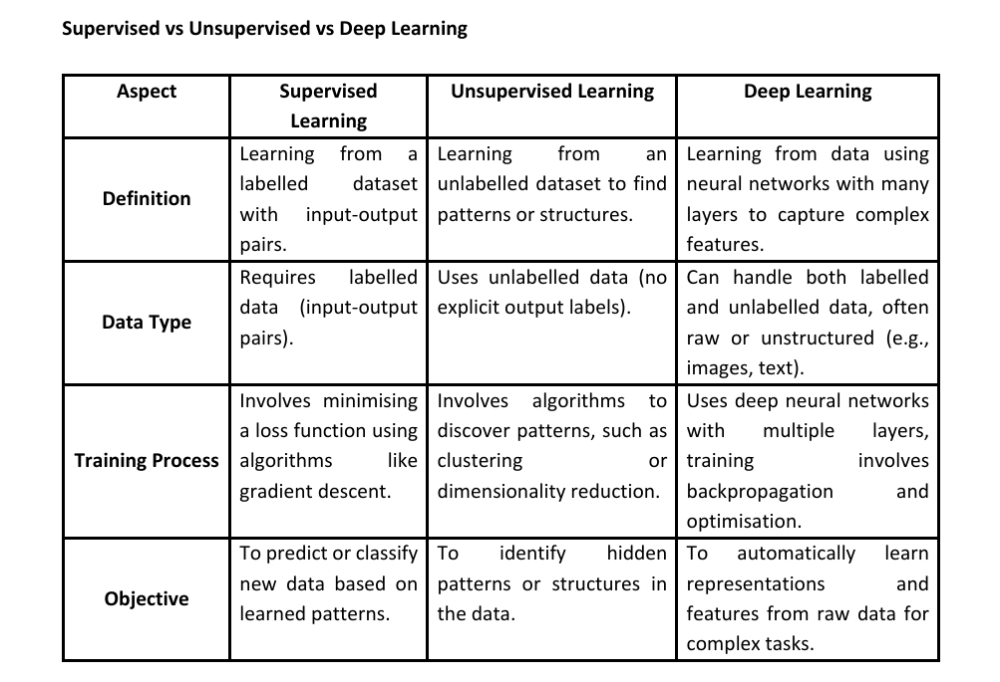 Supervised vs Unsupervised vs Deep Learning
Aspect
Supervised
Learning
Unsupervised Learning
Deep Learning
Definition
Learning from a
labelled dataset
with input-output
pairs.
Learning from an
unlabelled dataset to find
patterns or structures.
Learning from data using
neural networks with many
layers to capture complex
features.
Data Type
Requires labelled
data (input-output
pairs).
Uses unlabelled data (no
explicit output labels).
Can handle both labelled
and unlabelled data, often
raw or unstructured (e.g.,
images, text).
Training Process
Involves minimising
a loss function using
algorithms like
gradient descent.
Involves algorithms to
discover patterns, such as
clustering or
dimensionality reduction.
Uses deep neural networks
with multiple layers,
training involves
backpropagation and
optimisation.
Objective
To predict or classify
new data based on
learned patterns.
To identify hidden
patterns or structures in
the data.
To automatically learn
representations and
features from raw data for
complex tasks.